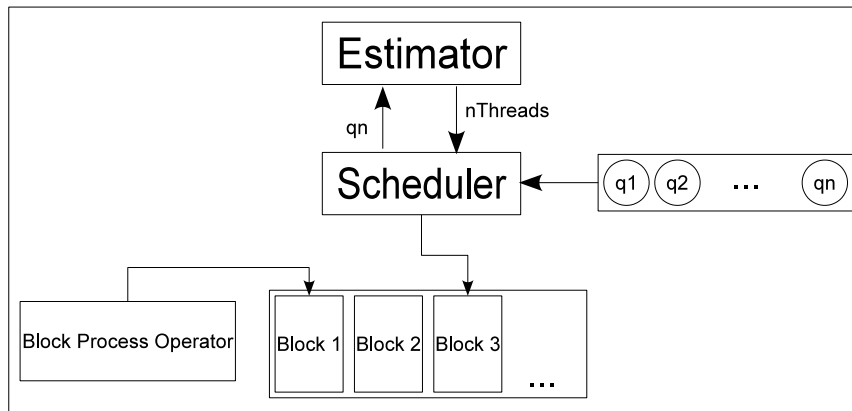 Estimator
qn
nThreads
Scheduler
q1 q2 ... qn
Block Process Operator
Block 1 Block 2 Block 3 ...